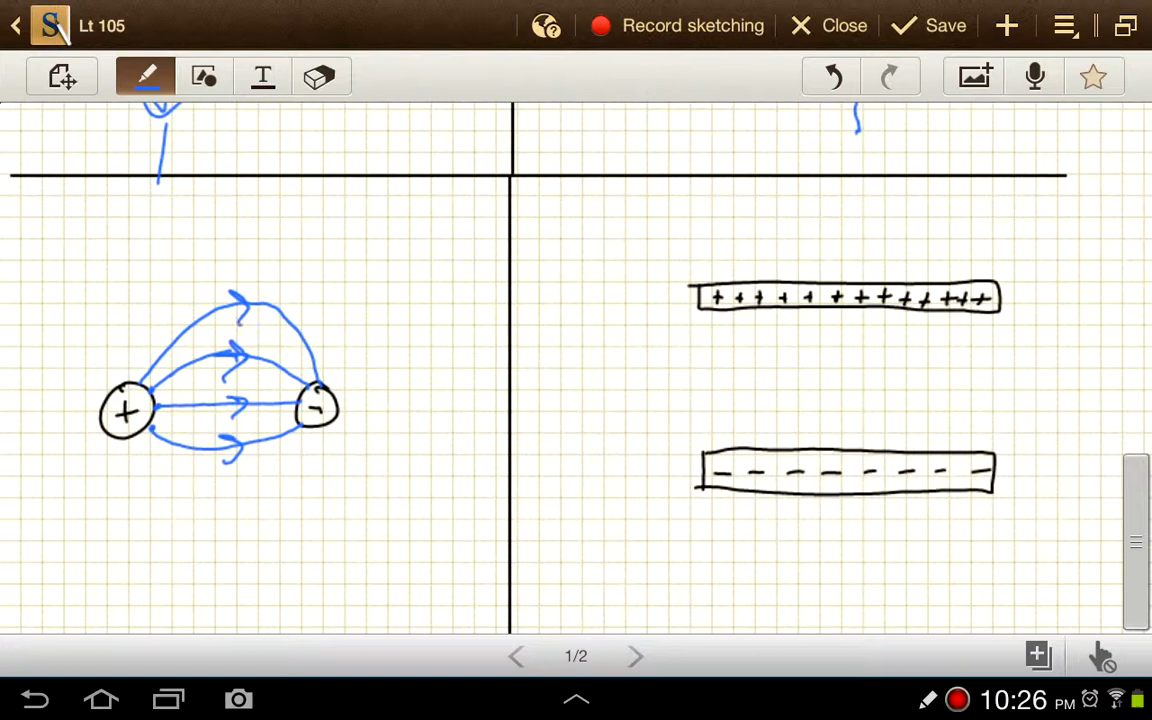 S Lt 105 Record sketching Close Save
T
+ + + + + + + + + + + + +
+ -
- - - - - - - -
1/2
10:26 PM